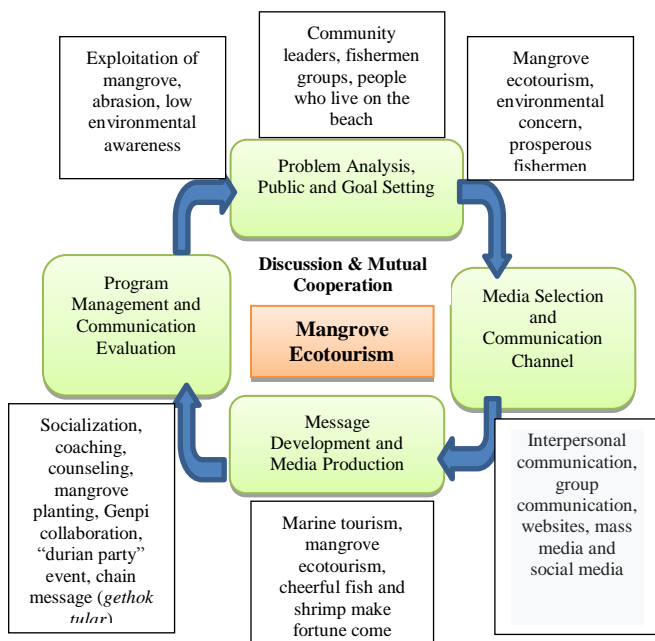 Exploitation of
mangrove,
abrasion, low
environmental
awareness
Community
leaders, fishermen
groups, people
who live on the
beach
Mangrove
ecotourism,
environmental
concern,
prosperous
fishermen
Problem Analysis,
Public and Goal Setting
Program
Management and
Communication
Evaluation
Discussion & Mutual
Cooperation
Mangrove
Ecotourism
Media Selection
and
Communication
Channel
Message
Development and
Media Production
Socialization,
coaching,
counseling,
mangrove
planting, Genpi
collaboration,
“durian party”
event, chain
message (gethok
tular)
Marine tourism,
mangrove
ecotourism,
cheerful fish and
shrimp make
fortune come
Interpersonal
communication,
group
communication,
websites, mass
media and
social media